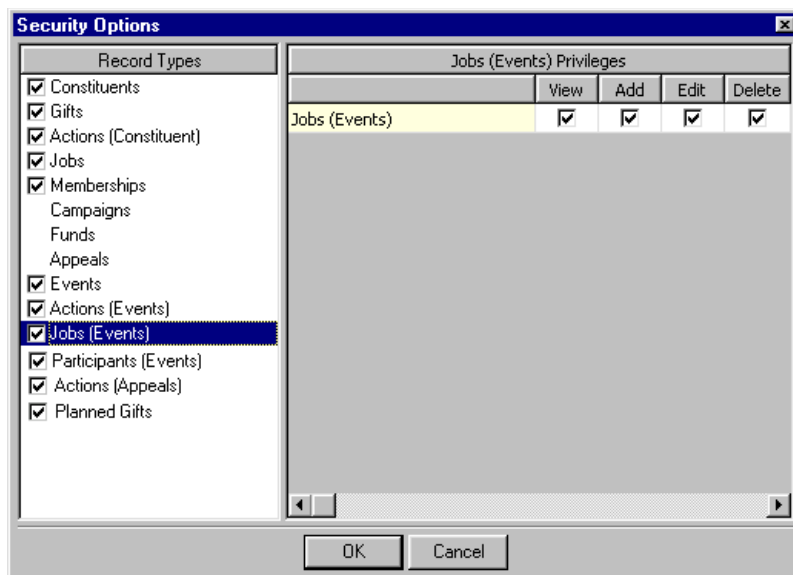 Security Options
Record Types
Constituents
Gifts
Actions (Constituent)
Jobs
Memberships
Campaigns
Funds
Appeals
Events
Actions (Events)
Jobs (Events)
Participants (Events)
Actions (Appeals)
Planned Gifts
Jobs (Events) Privileges
View Add Edit Delete
Jobs (Events)
OK Cancel